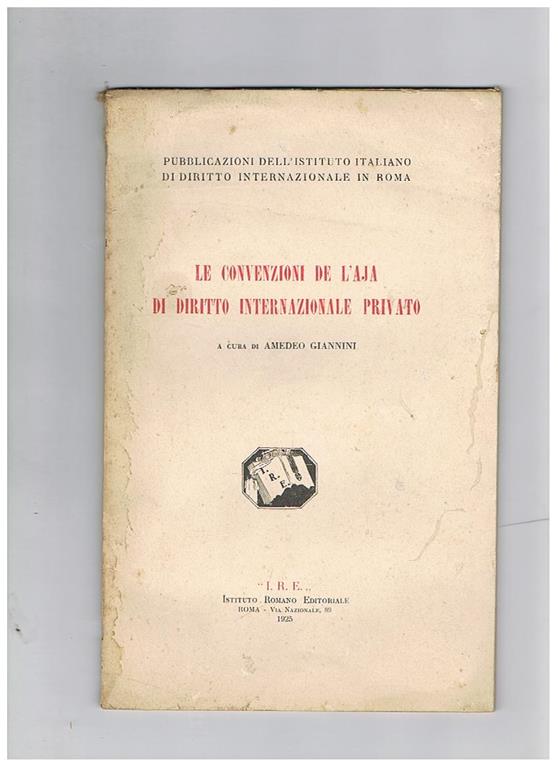 PUBBLICAZIONI DELL'ISTITUTO ITALIANO
DI DIRITTO INTERNAZIONALE IN ROMA
LE CONVENZIONI DE L'AJA
DI DIRITTO INTERNAZIONALE PRIVATO
A CURA DI AMEDEO GIANNINI
I. R. E.
"I. R. E.„
ISTITUTO ROMANO EDITORIALE
ROMA - VIA NAZIONALE, 89
1925